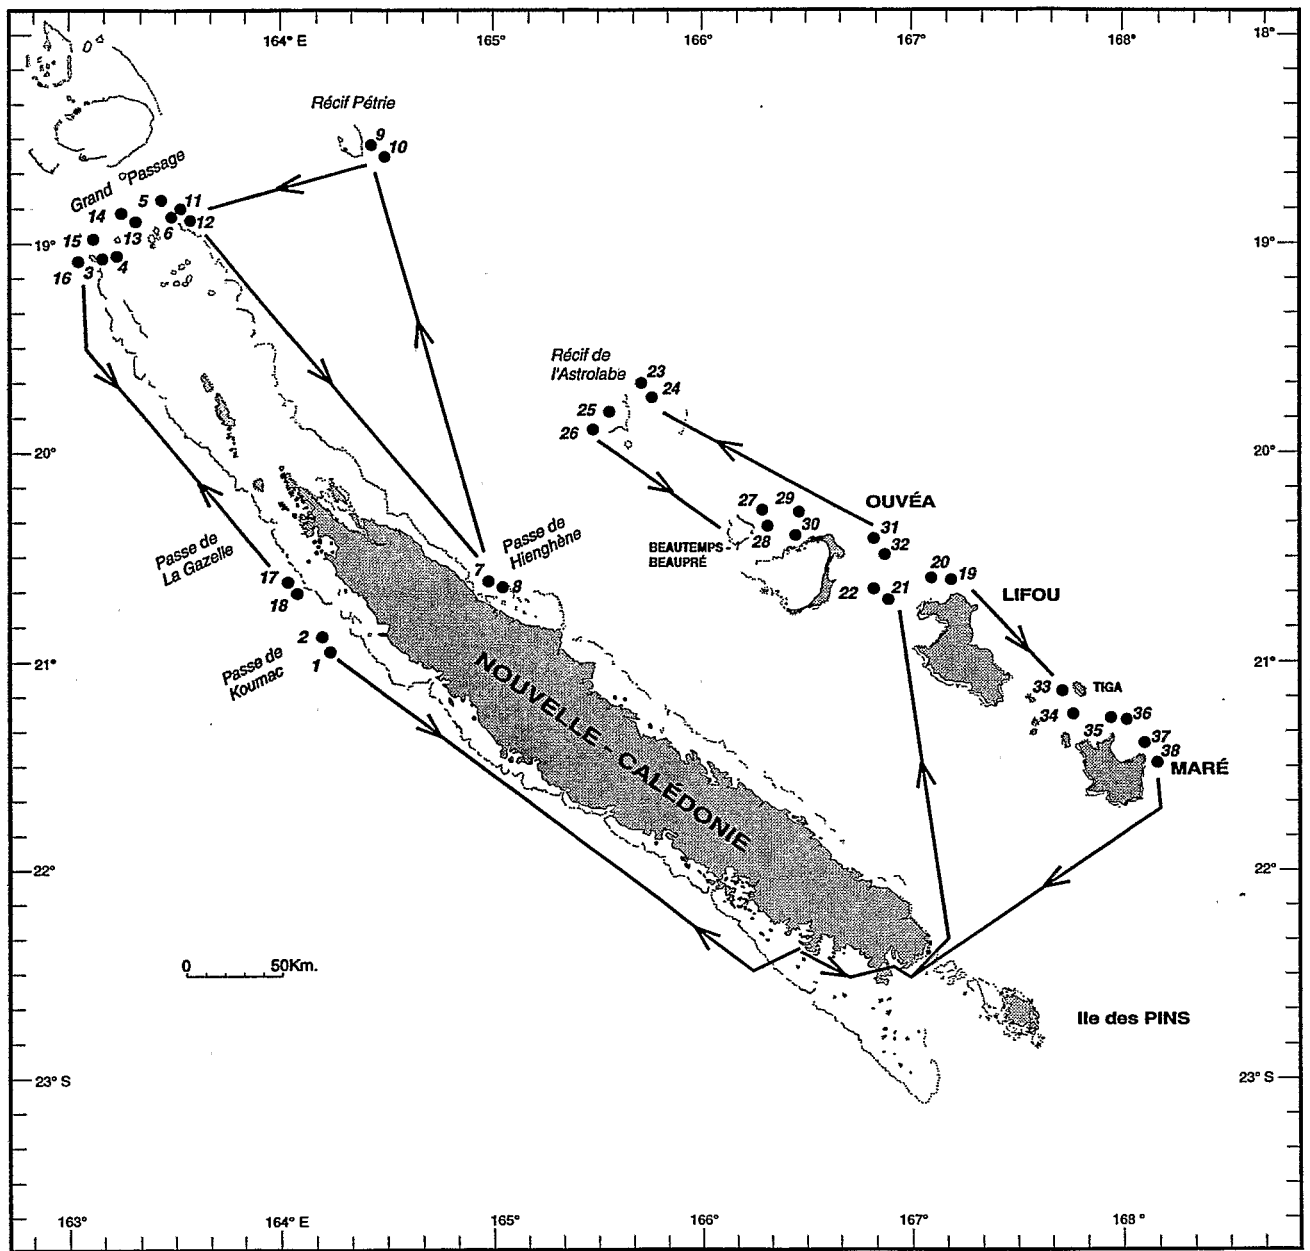 164° E
165°
166°
167°
168°
18°
Récif Pétrie
9
10
Grand Passage
5
11
14
6
12
15
13
19°
16
3
4
19°
Récif de
l'Astrolabe
23
24
25
26
20°
20°
27
29
OUVÉA
28
30
31
BEAUTEMPS -
BEAUPRÉ
32
Passe de
Hienghène
7
8
Passe de
La Gazelle
17
18
22
21
20
19
LIFOU
2
1
Passe de
Koumac
21°
21°
NOUVELLE - CALÉDONIE
33
TIGA
34
35
36
37
38
MARÉ
22°
22°
0
50Km.
Ile des PINS
23° S
23° S
163°
164° E
165°
166°
167°
168 °